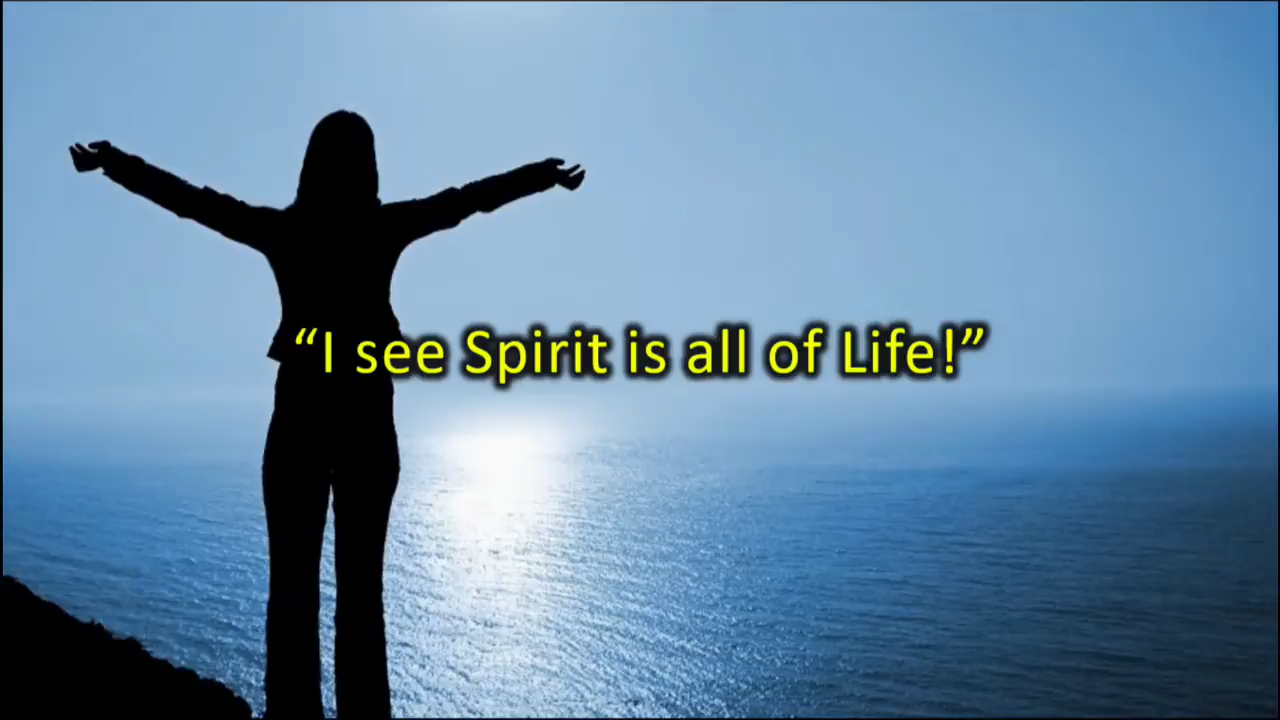 “I see Spirit is all of Life!”